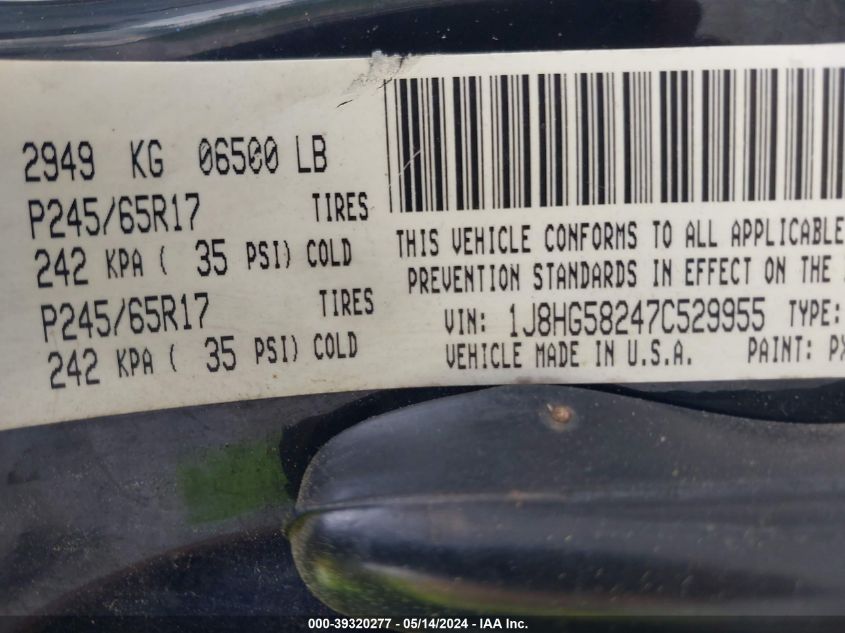 2949 KG 06500 LB
P245/65R17 TIRES
242 KPA ( 35 PSI) COLD
P245/65R17 TIRES
242 KPA ( 35 PSI) COLD
THIS VEHICLE CONFORMS TO ALL APPLICABLE
PREVENTION STANDARDS IN EFFECT ON THE
VIN: 1J8HG58247C529955 TYPE:
VEHICLE MADE IN U.S.A. PAINT: PX
000-39320277 - 05/14/2024 - IAA Inc.